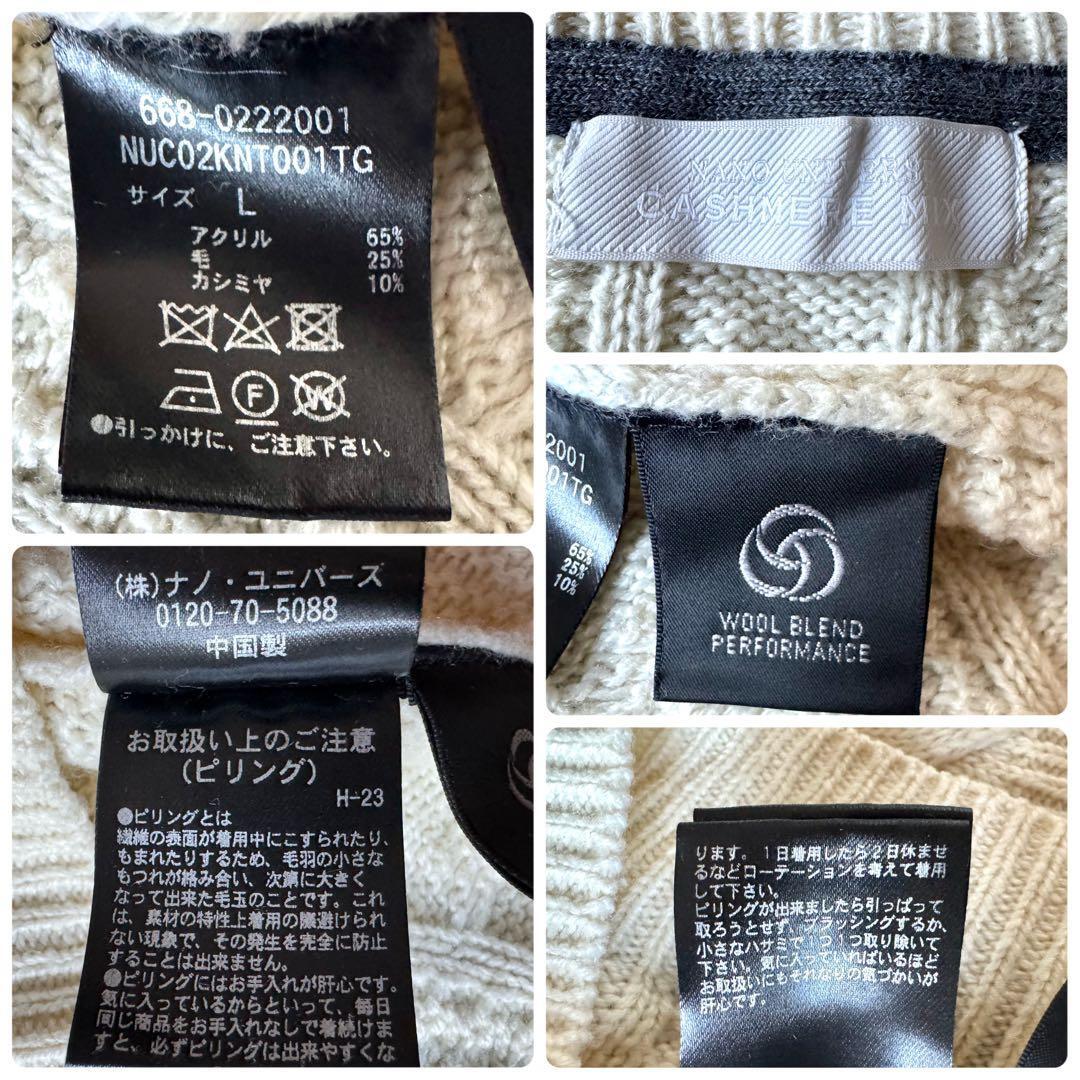 668-0222001
NUC02KNT001TG
サイズ L
アクリル 65%
毛 25%
カシミヤ 10%
F
W
●引っかけに、ご注意下さい。
NANO UNIVERSE
CASHMERE MIX
2001
01TG
65%
25%
10%
WOOL BLEND
PERFORMANCE
(株)ナノ・ユニバーズ
0120-70-5088
中国製
お取扱い上のご注意
(ピリング)
H-23
●ピリングとは
繊維の表面が着用中にこすられたり、
もまれたりするため、毛羽の小さな
もつれが絡み合い、次第に大きく
なって出来た毛玉のことです。これ
は、素材の特性上着用の際避けられ
ない現象で、その発生を完全に防止
することは出来ません。
●ピリングにはお手入れが肝心です。
気に入っているからといって、毎日
同じ商品をお手入れなしで着続けま
すと、必ずピリングは出来やすくな
ります。1日着用したら2日休ませ
るなどローテーションを考えて着用
して下さい。
ピリングが出来ましたら引っぱって
取ろうとせず、ブラッシングするか、
小さなハサミで1つ1つ取り除いて
下さい。気に入っていればいるほど
お取扱いにもそれなりの気づかいが
肝心です。